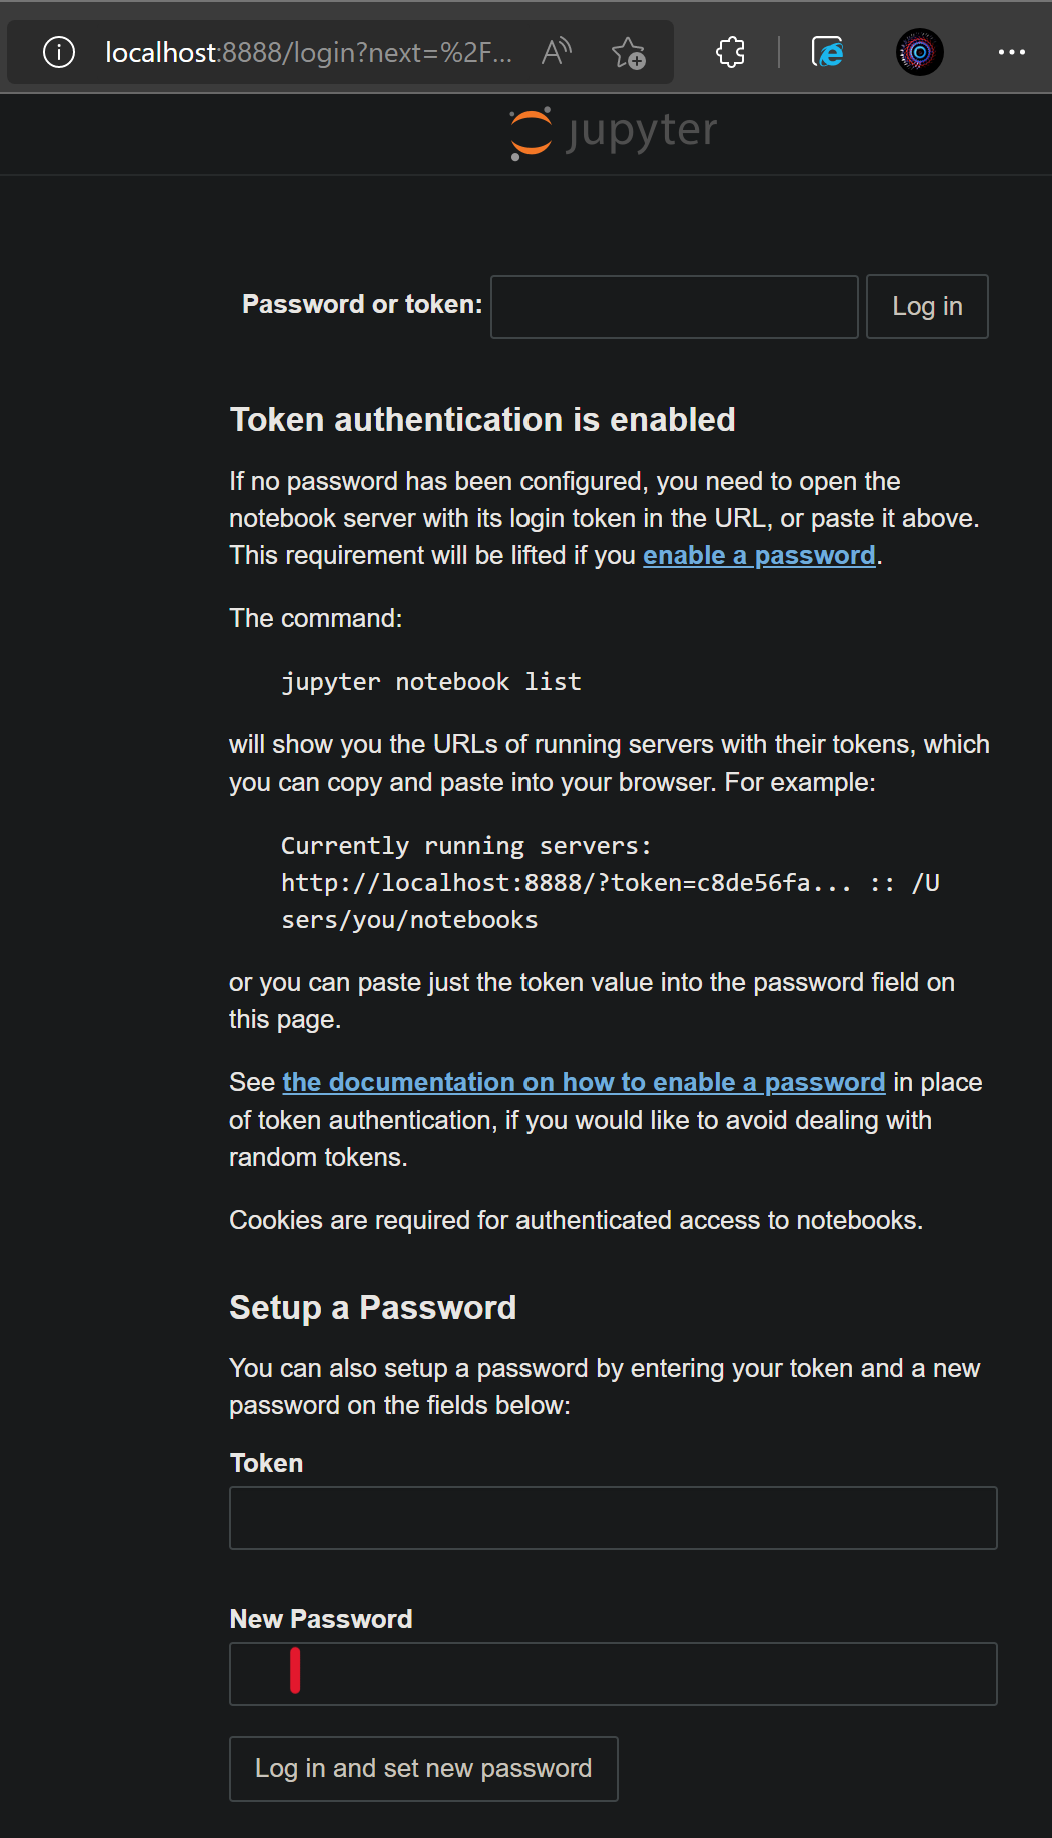 localhost:8888/login?next=%2F...
jupyter
Password or token:
Log in
Token authentication is enabled
If no password has been configured, you need to open the
notebook server with its login token in the URL, or paste it above.
This requirement will be lifted if you enable a password.
The command:
jupyter notebook list
will show you the URLs of running servers with their tokens, which
you can copy and paste into your browser. For example:
Currently running servers:
http://localhost:8888/?token=c8de56fa... :: /U
sers/you/notebooks
or you can paste just the token value into the password field on
this page.
See the documentation on how to enable a password in place
of token authentication, if you would like to avoid dealing with
random tokens.
Cookies are required for authenticated access to notebooks.
Setup a Password
You can also setup a password by entering your token and a new
password on the fields below:
Token
New Password
Log in and set new password